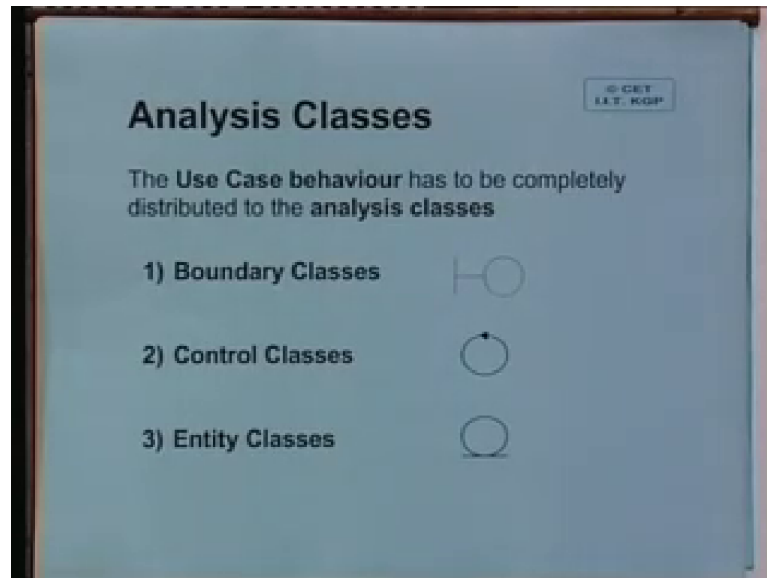 © CET
I.I.T. KGP
Analysis Classes
The Use Case behaviour has to be completely
distributed to the analysis classes
1) Boundary Classes
2) Control Classes
3) Entity Classes